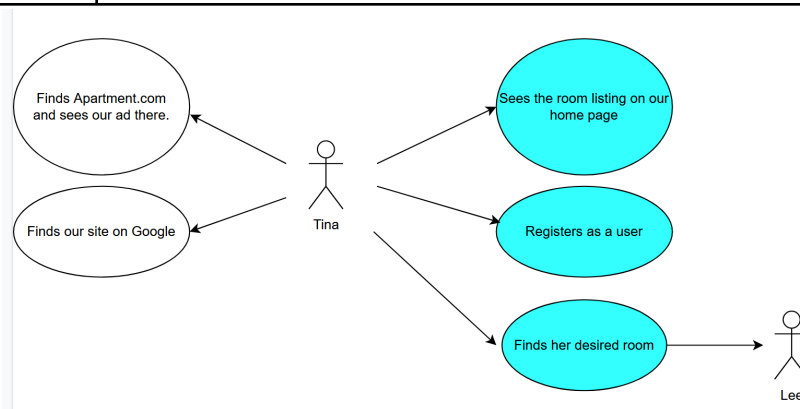 Finds Apartment.com
and sees our ad there.
Sees the room listing on our
home page
Tina
Finds our site on Google
Registers as a user
Finds her desired room
Lee